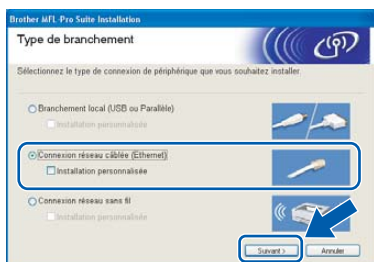 Brother MFL-Pro Suite Installation
Type de branchement
Sélectionnez le type de connexion de périphérique que vous souhaitez installer.
Branchement local (USB ou Parallèle)
Installation personnalisée
Connexion réseau câblée (Ethernet)
Installation personnalisée
Connexion réseau sans fil
Installation personnalisée
Suivant >
Annuler